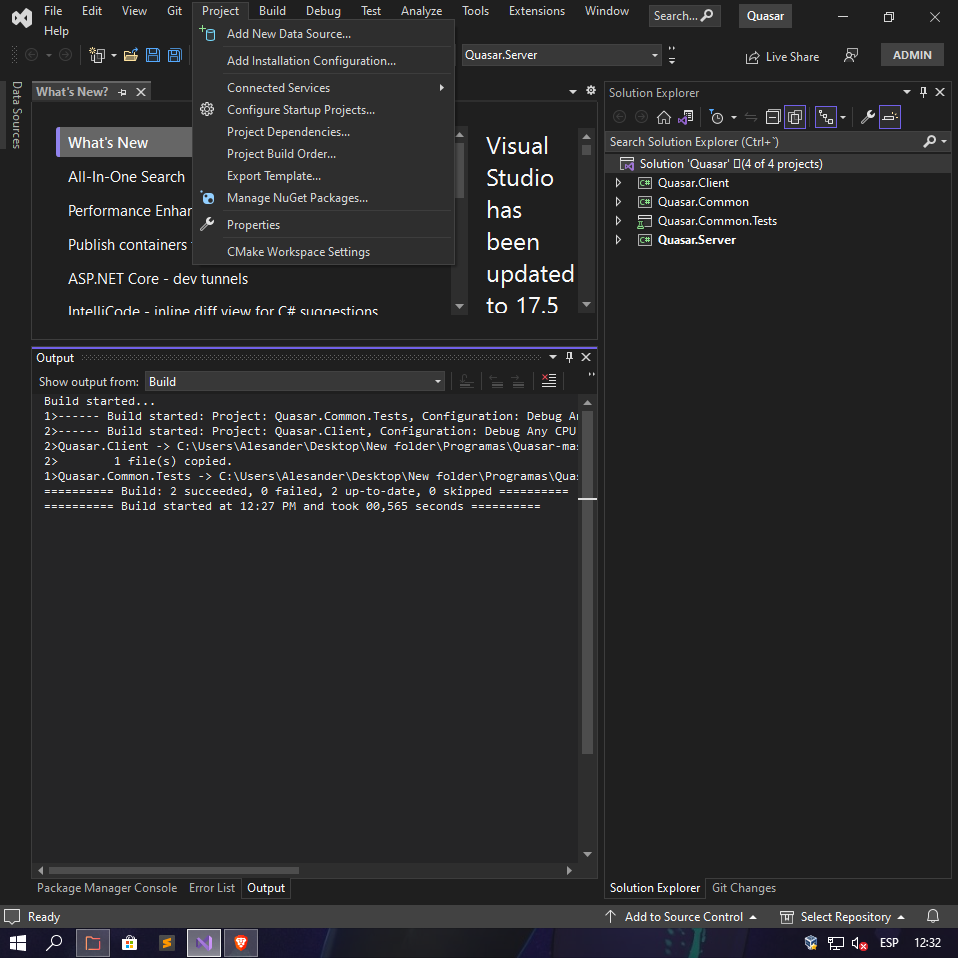 File Edit View Git Project Build Debug Test Analyze Tools Extensions Window Search... Quasar
Help
Quasar.Server Live Share ADMIN
Data Sources
What's New?
What's New
All-In-One Search
Performance Enhar
Publish containers
ASP.NET Core - dev tunnels
IntelliCode - inline diff view for C# suggestions
Add New Data Source...
Add Installation Configuration...
Connected Services
Configure Startup Projects...
Project Dependencies...
Project Build Order...
Export Template...
Manage NuGet Packages...
Properties
CMake Workspace Settings
Visual
Studio
has
been
updated
to 17.5
Solution Explorer
Search Solution Explorer (Ctrl+`)
Solution 'Quasar' (4 of 4 projects)
Quasar.Client
Quasar.Common
Quasar.Common.Tests
Quasar.Server
Output
Show output from: Build
Build started...
1>------ Build started: Project: Quasar.Common.Tests, Configuration: Debug An
2>------ Build started: Project: Quasar.Client, Configuration: Debug Any CPU
2>Quasar.Client -> C:\Users\Alesander\Desktop\New folder\Programas\Quasar-mas
2> 1 file(s) copied.
1>Quasar.Common.Tests -> C:\Users\Alesander\Desktop\New folder\Programas\Quas
========== Build: 2 succeeded, 0 failed, 2 up-to-date, 0 skipped ==========
========== Build started at 12:27 PM and took 00,565 seconds ==========
Package Manager Console Error List Output
Solution Explorer Git Changes
Ready Add to Source Control Select Repository
ESP 12:32